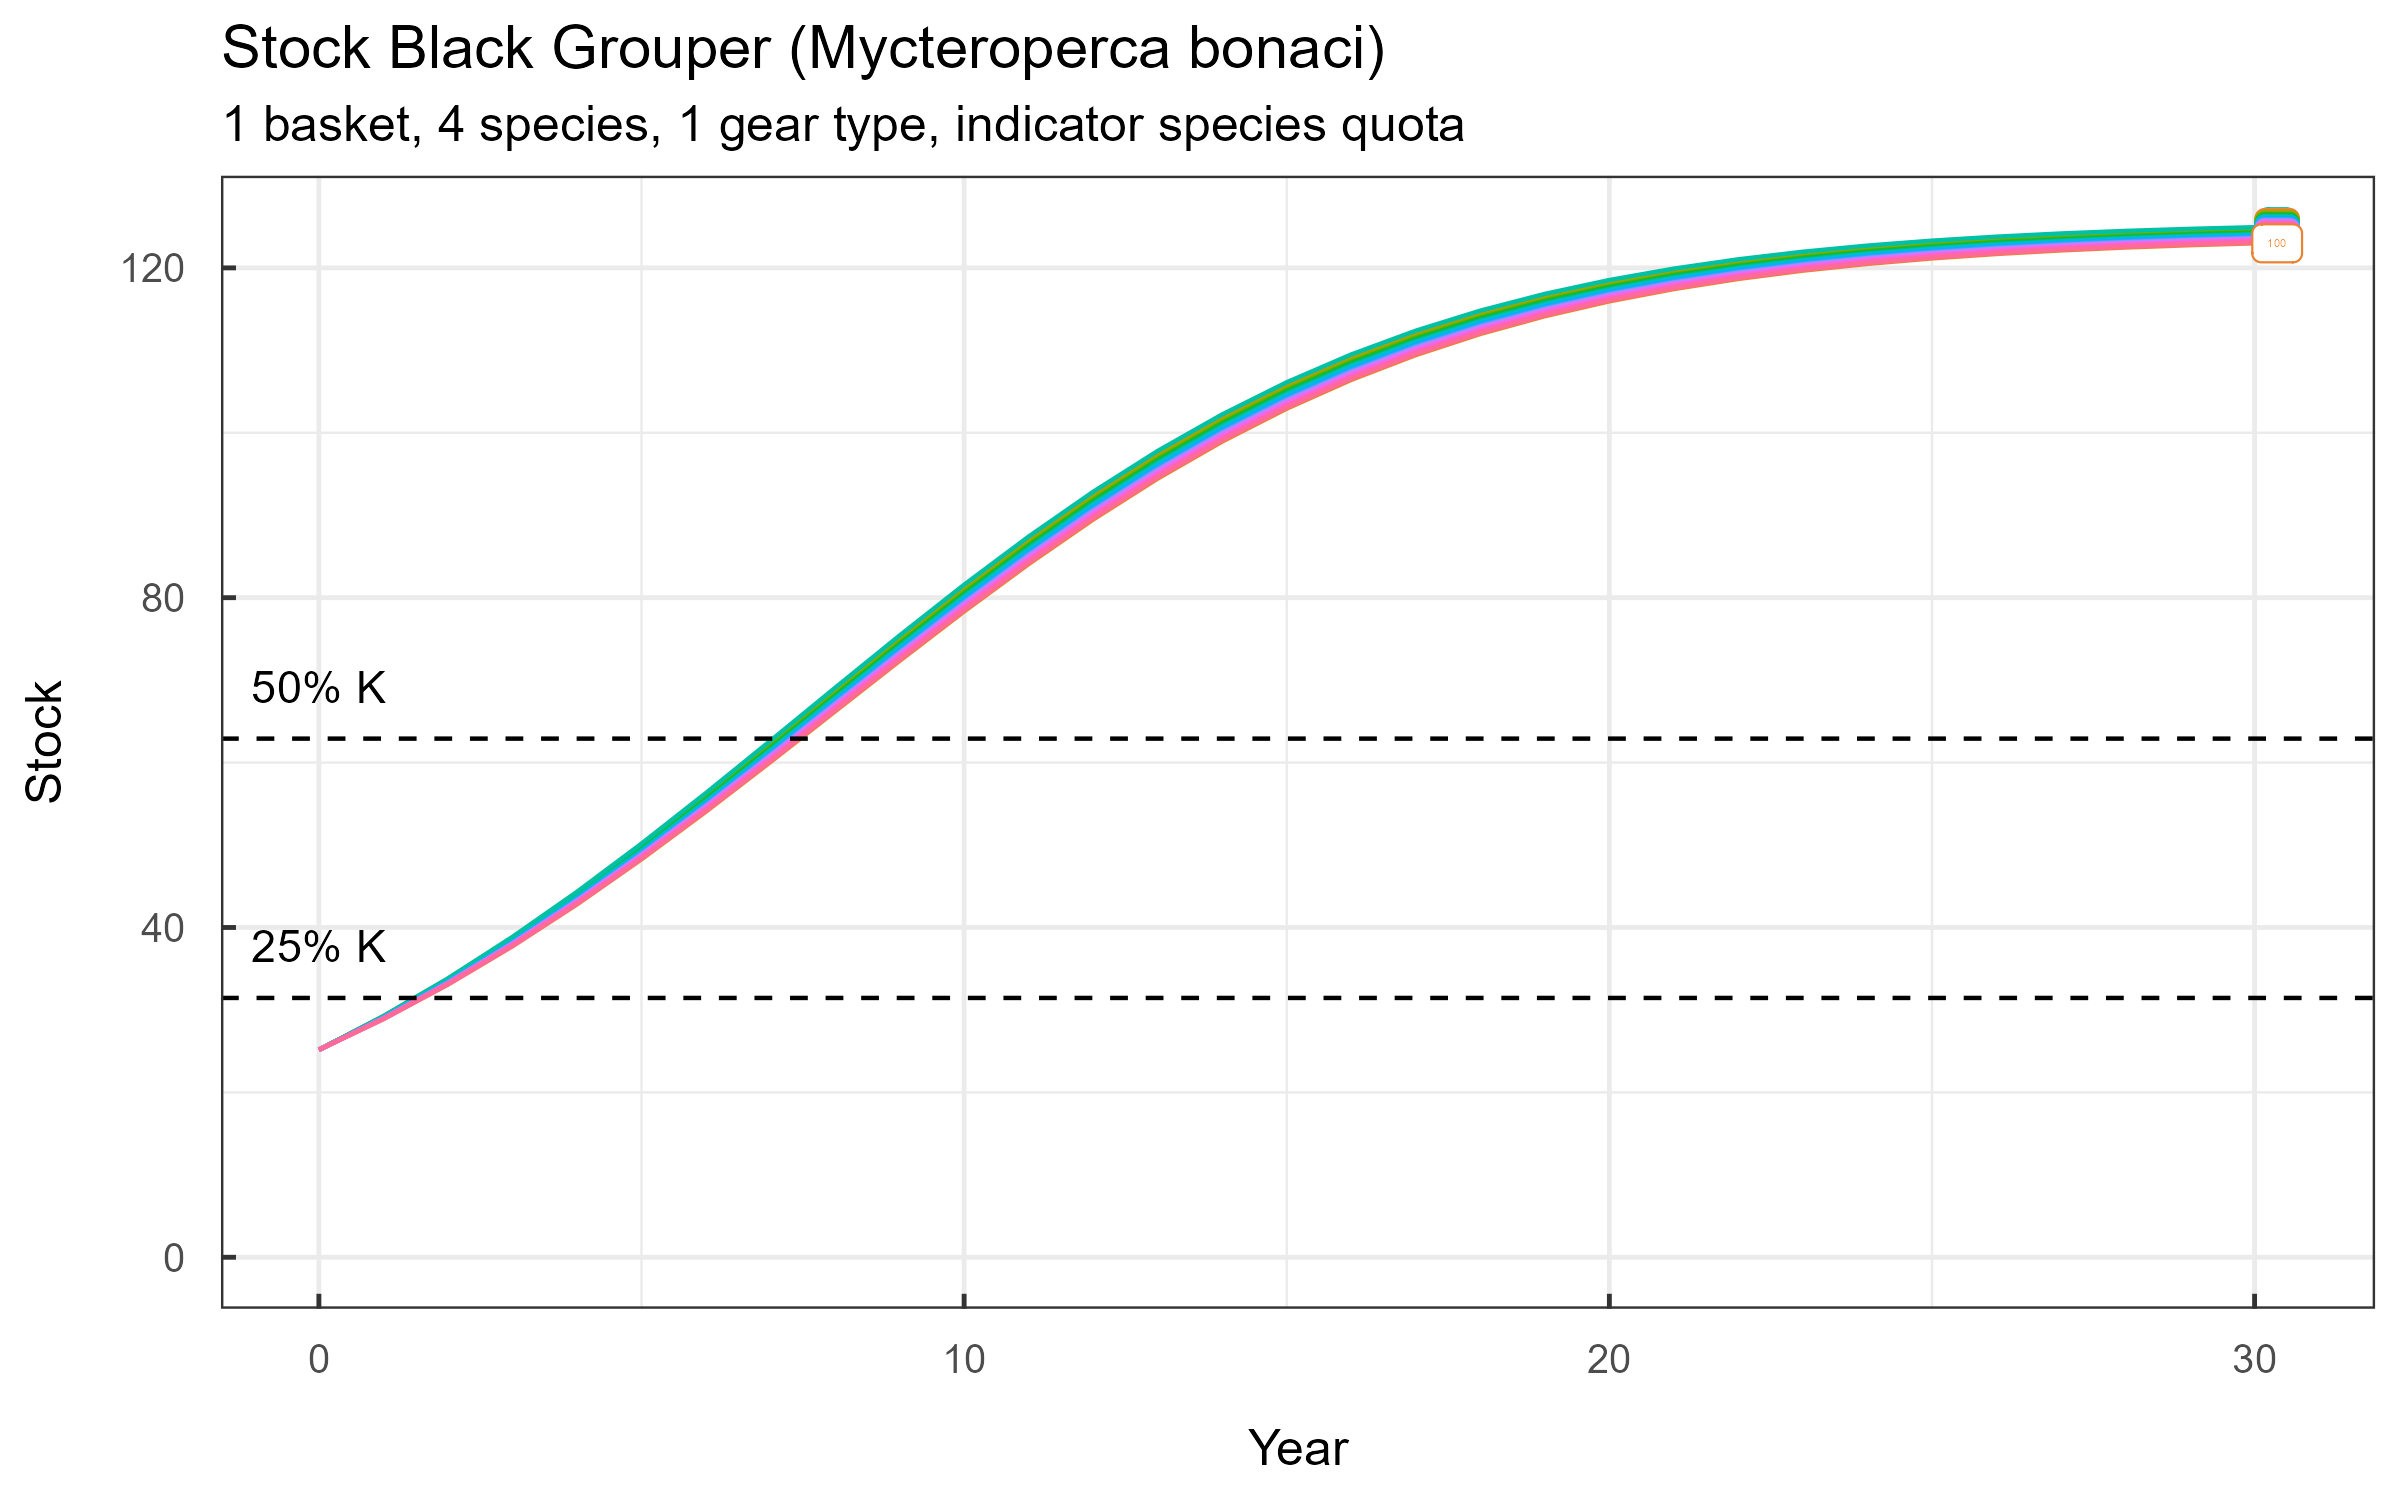 Stock Black Grouper (Mycteroperca bonaci)
1 basket, 4 species, 1 gear type, indicator species quota
Stock
120
80
40
0
50% K
25% K
100
0
10
20
30
Year